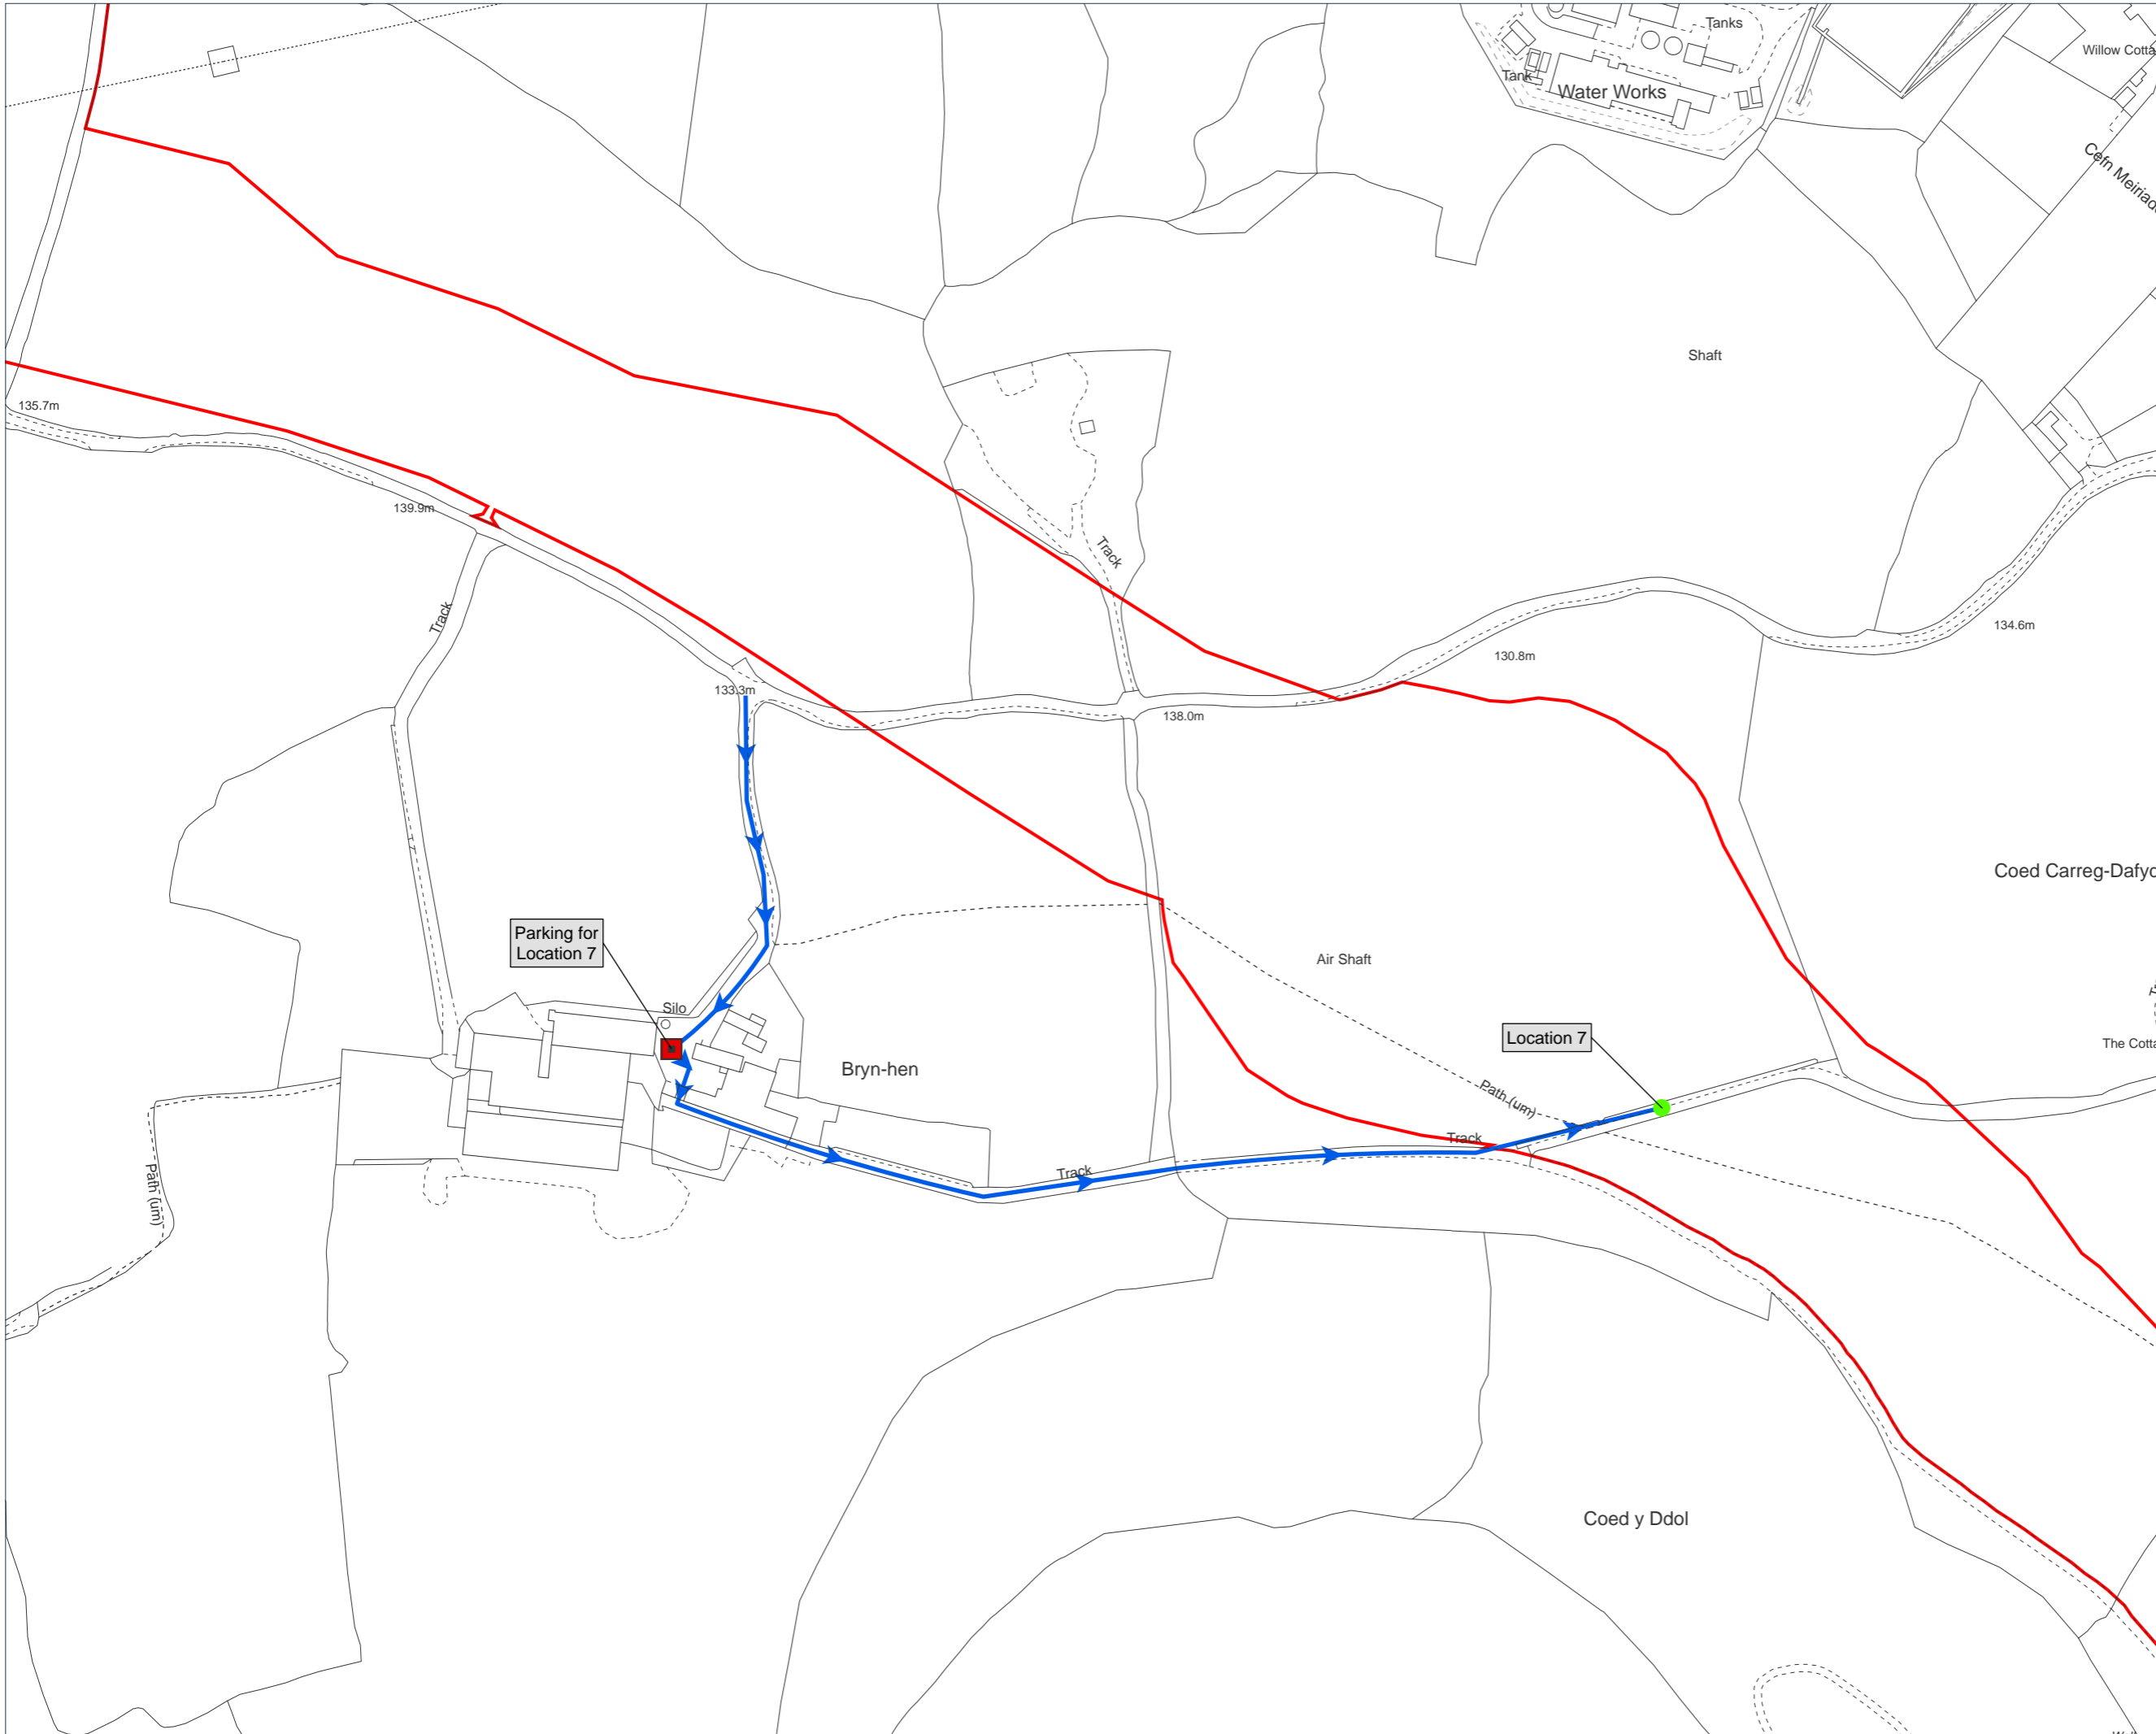 Tanks
Willow Cotta
Tank
Water Works
Cefn Meiriad
Shaft
135.7m
139.9m
Track
Track
134.6m
130.8m
133.3m
138.0m
Coed Carreg-Dafyd
Parking for
Location 7
Air Shaft
Silo
Location 7
The Cotta
Bryn-hen
Path (um)
Track
Track
Path (um)
Coed y Ddol